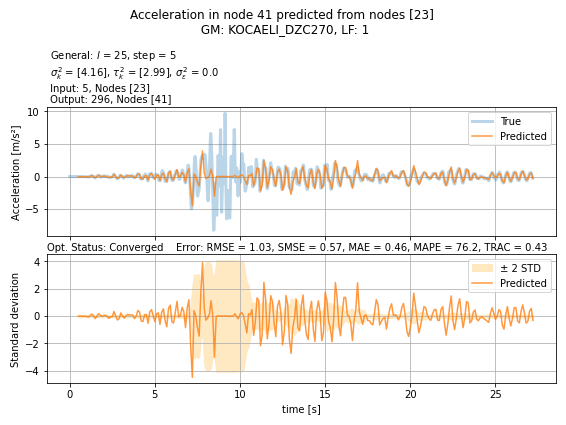 Acceleration in node 41 predicted from nodes [23]
GM: KOCAELI_DZC270, LF: 1
General: l = 25, step = 5
σ²ₖ = [4.16], τ²ₖ = [2.99], σ²ε = 0.0
Input: 5, Nodes [23]
Output: 296, Nodes [41]
10
5
0
−5
Acceleration [m/s²]
True
Predicted
Opt. Status: Converged    Error: RMSE = 1.03, SMSE = 0.57, MAE = 0.46, MAPE = 76.2, TRAC = 0.43
4
2
0
−2
−4
Standard deviation
± 2 STD
Predicted
0 5 10 15 20 25
time [s]